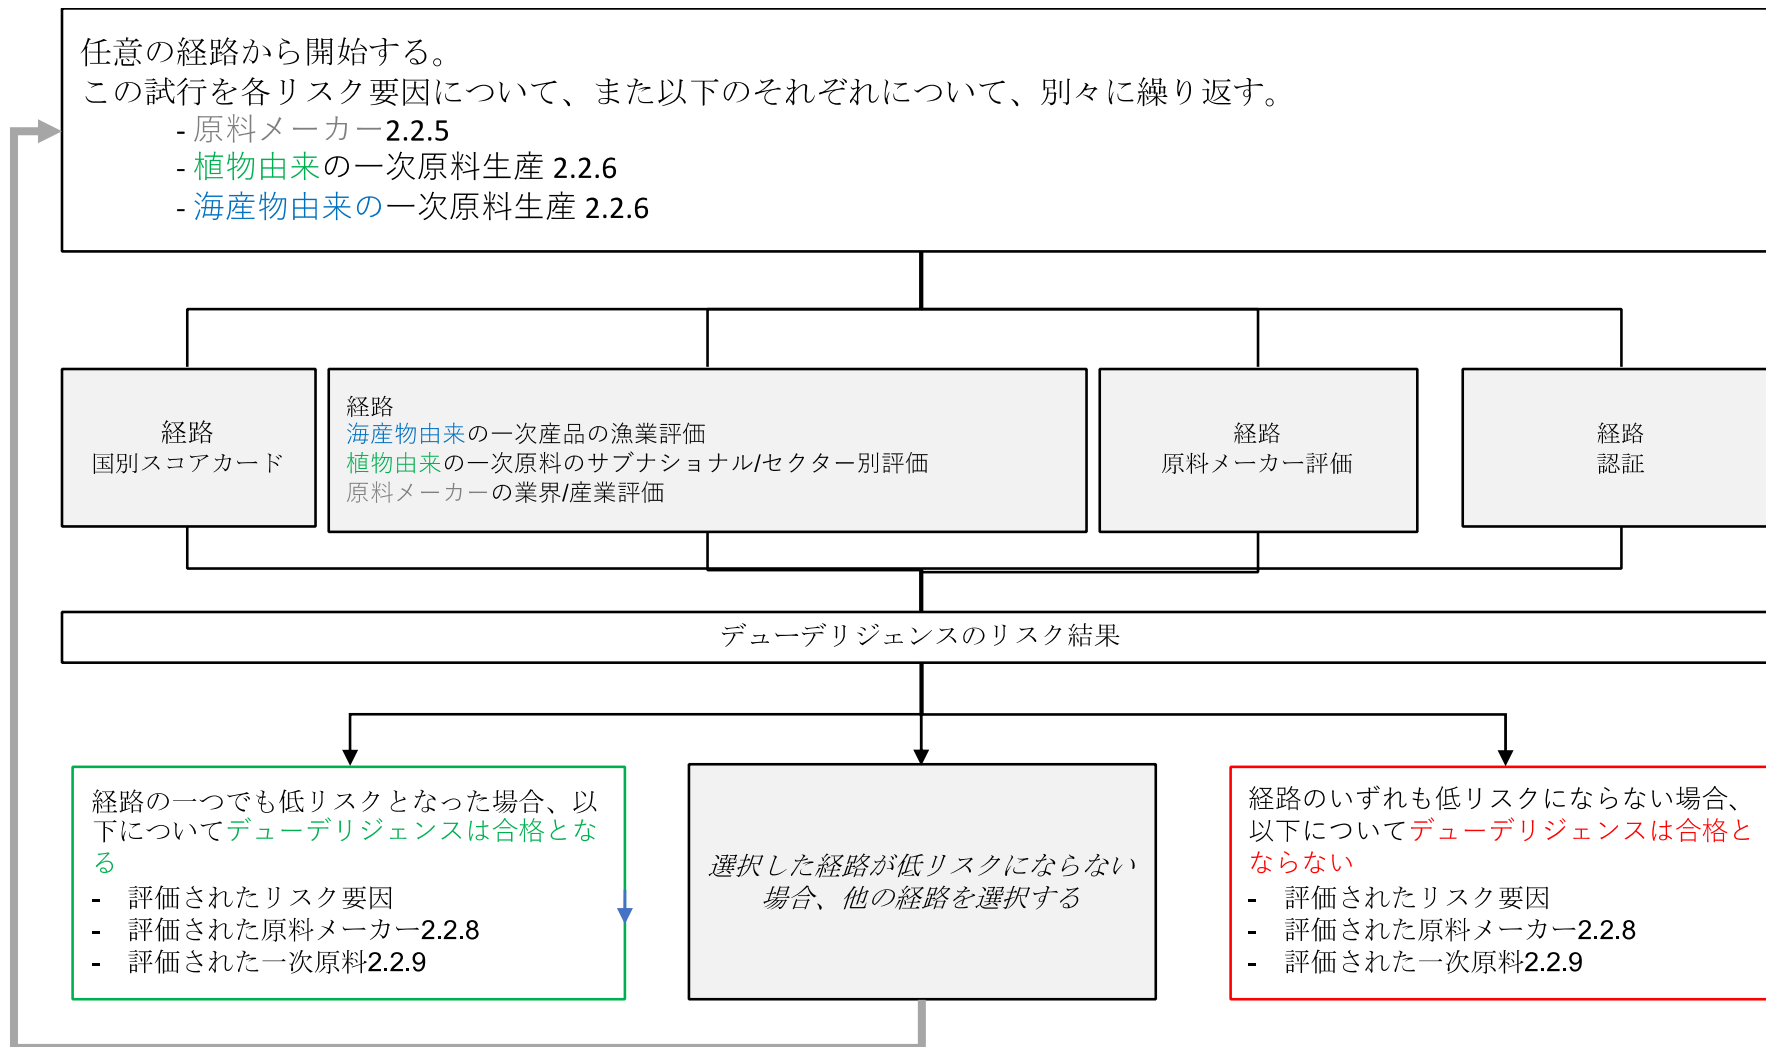 任意の経路から開始する。
この試行を各リスク要因について、また以下のそれぞれについて、別々に繰り返す。
- 原料メーカー2.2.5
- 植物由来の一次原料生産 2.2.6
- 海産物由来の一次原料生産 2.2.6
経路
国別スコアカード
経路
海産物由来の一次産品の漁業評価
植物由来の一次原料のサブナショナル/セクター別評価
原料メーカーの業界/産業評価
経路
原料メーカー評価
経路
認証
デューデリジェンスのリスク結果
経路の一つでも低リスクとなった場合、以
下についてデューデリジェンスは合格とな
る
- 評価されたリスク要因
- 評価された原料メーカー2.2.8
- 評価された一次原料2.2.9
選択した経路が低リスクにならない
場合、他の経路を選択する
経路のいずれも低リスクにならない場合、
以下についてデューデリジェンスは合格と
ならない
- 評価されたリスク要因
- 評価された原料メーカー2.2.8
- 評価された一次原料2.2.9